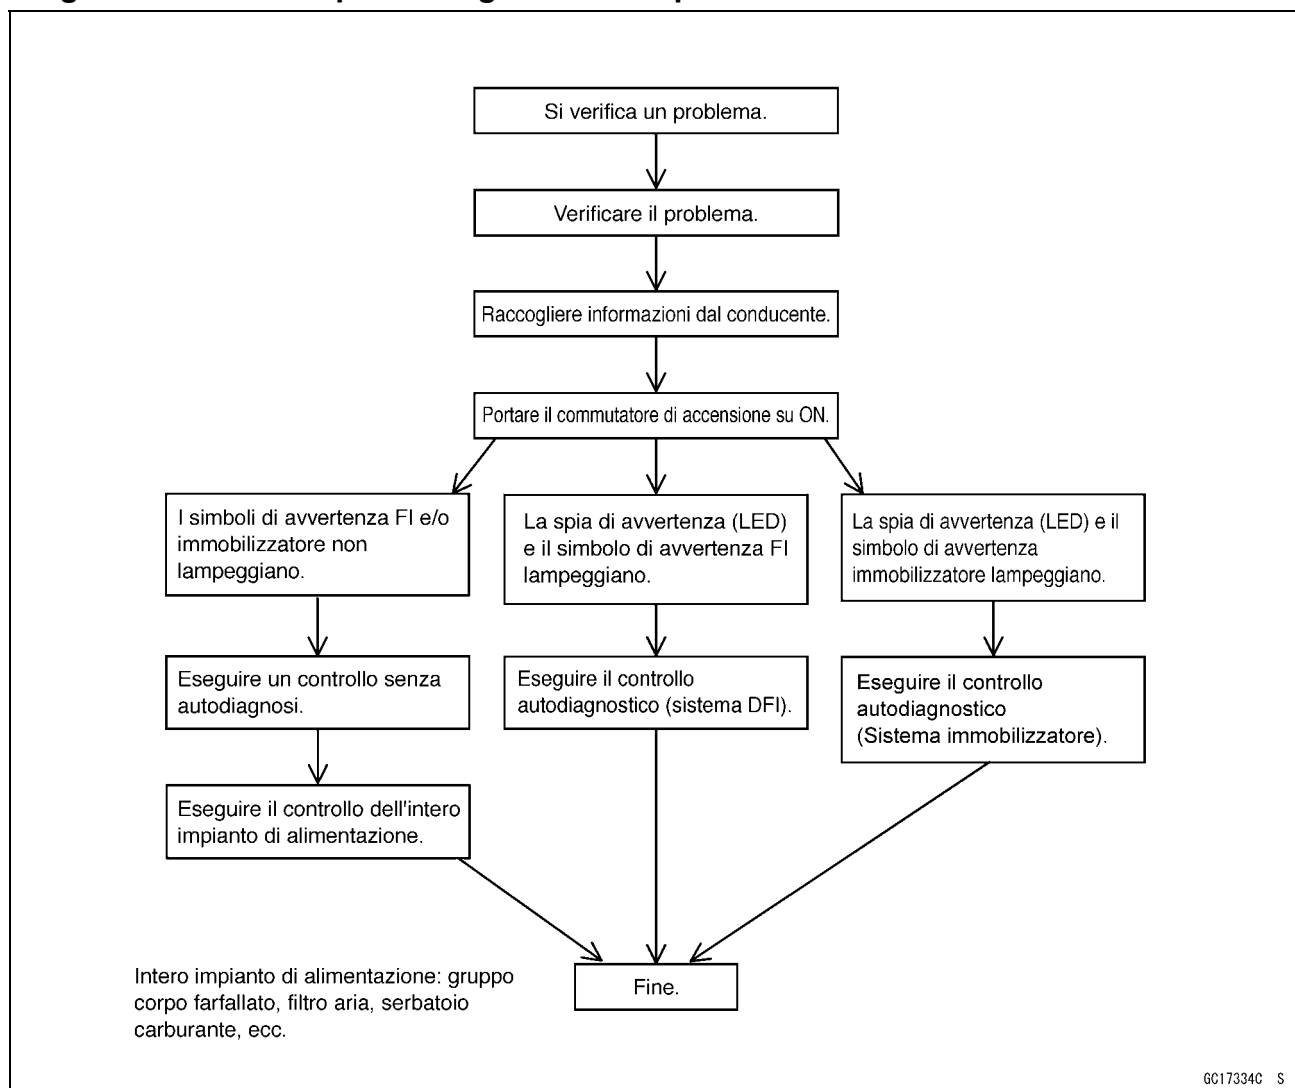 Si verifica un problema.
Verificare il problema.
Raccogliere informazioni dal conducente.
Portare il commutatore di accensione su ON.
I simboli di avvertenza FI e/o
immobilizzatore non
lampeggiano.
La spia di avvertenza (LED)
e il simbolo di avvertenza FI
lampeggiano.
La spia di avvertenza (LED) e il
simbolo di avvertenza
immobilizzatore lampeggiano.
Eseguire un controllo senza
autodiagnosi.
Eseguire il controllo
autodiagnostico (sistema DFI).
Eseguire il controllo
autodiagnostico
(Sistema immobilizzatore).
Eseguire il controllo dell'intero
impianto di alimentazione.
Fine.
Intero impianto di alimentazione: gruppo
corpo farfallato, filtro aria, serbatoio
carburante, ecc.
GC17334C S